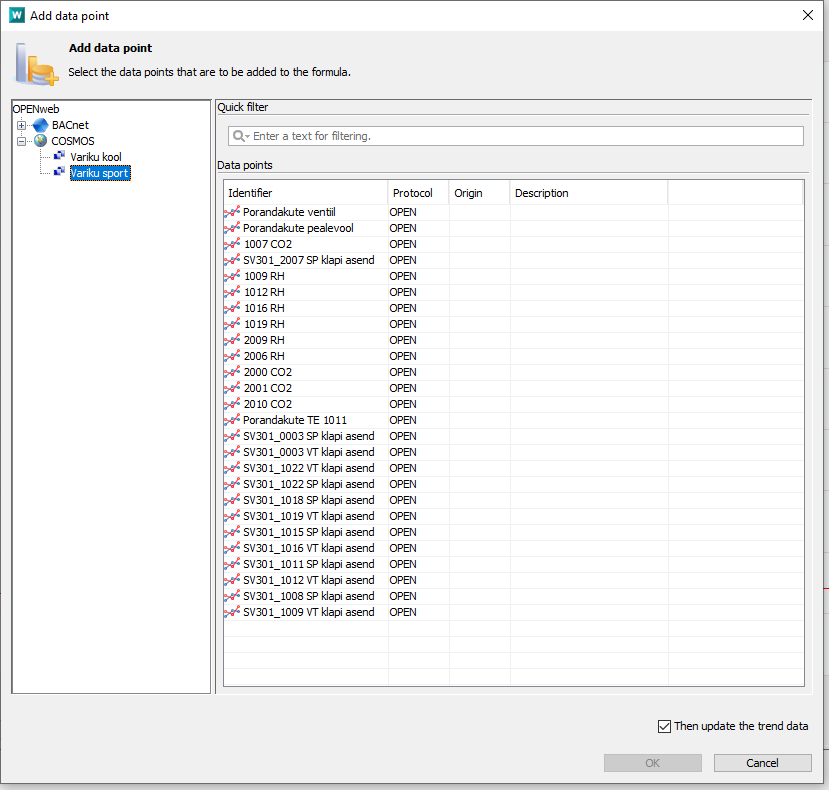 W Add data point
Add data point
Select the data points that are to be added to the formula.
OPENweb
BACnet
COSMOS
Variku kool
Variku sport
Quick filter
Enter a text for filtering.
Data points
Identifier Protocol Origin Description
Porandakute ventiil OPEN
Porandakute pealevool OPEN
1007 CO2 OPEN
SV301_2007 SP klapi asend OPEN
1009 RH OPEN
1012 RH OPEN
1016 RH OPEN
1019 RH OPEN
2009 RH OPEN
2006 RH OPEN
2000 CO2 OPEN
2001 CO2 OPEN
2010 CO2 OPEN
Porandakute TE 1011 OPEN
SV301_0003 SP klapi asend OPEN
SV301_0003 VT klapi asend OPEN
SV301_1022 VT klapi asend OPEN
SV301_1022 SP klapi asend OPEN
SV301_1018 SP klapi asend OPEN
SV301_1019 VT klapi asend OPEN
SV301_1015 SP klapi asend OPEN
SV301_1016 VT klapi asend OPEN
SV301_1011 SP klapi asend OPEN
SV301_1012 VT klapi asend OPEN
SV301_1008 SP klapi asend OPEN
SV301_1009 VT klapi asend OPEN
Then update the trend data
OK Cancel